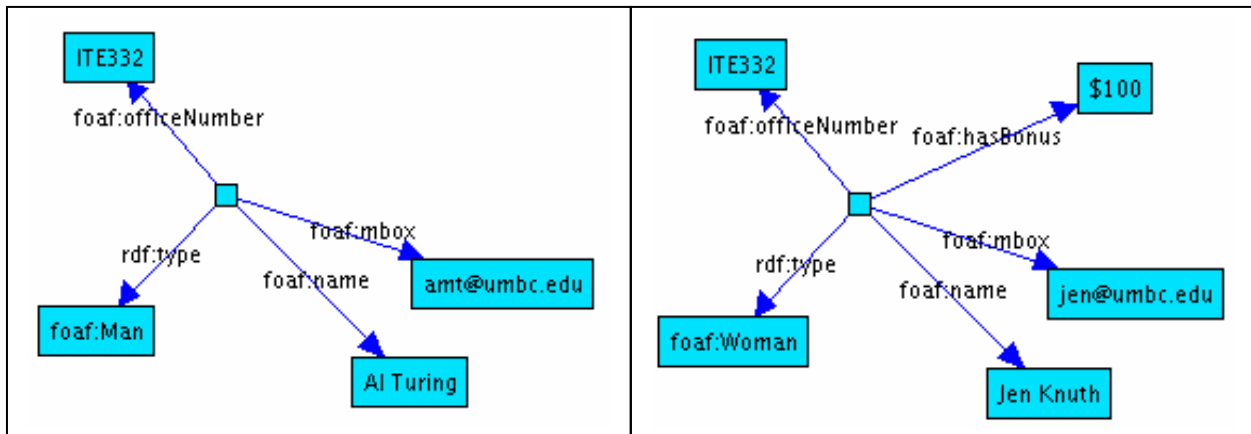 ITE332
foaf:officeNumber
foaf:mbox
rdf:type
foaf:name
amt@umbc.edu
foaf:Man
Al Turing
ITE332
$100
foaf:officeNumber
foaf:hasBonus
foaf:mbox
rdf:type
foaf:name
jen@umbc.edu
foaf:Woman
Jen Knuth